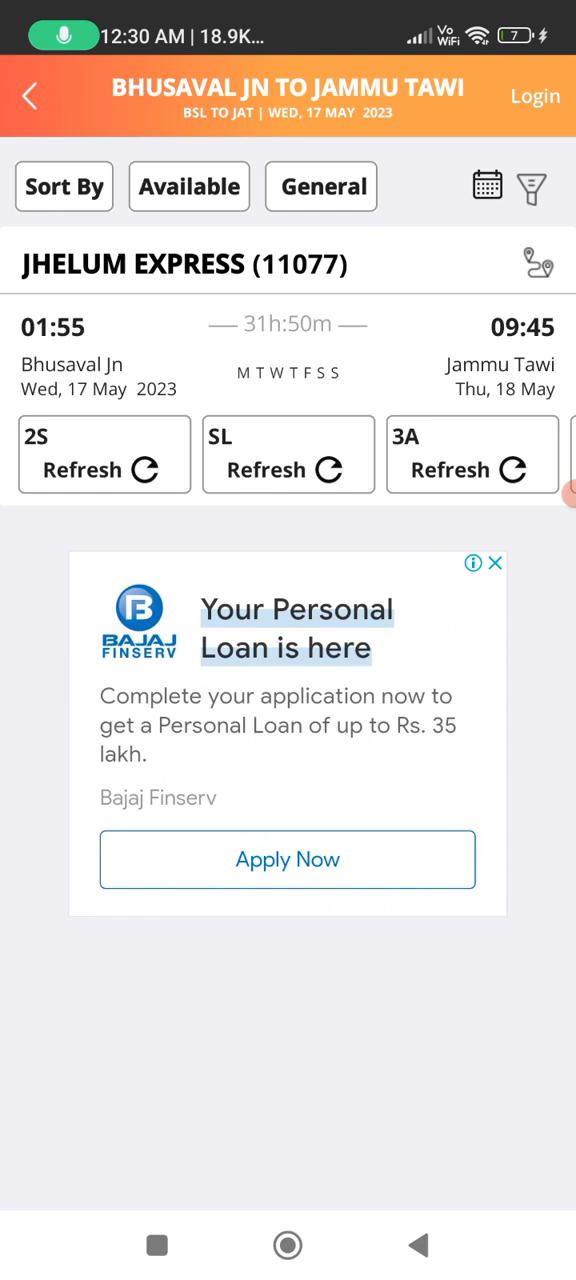 12:30 AM | 18.9K... Vo WiFi 7
BHUSAVAL JN TO JAMMU TAWI
BSL TO JAT | WED, 17 MAY 2023
Login
Sort By Available General
JHELUM EXPRESS (11077)
01:55 31h:50m 09:45
Bhusaval Jn M T W T F S S Jammu Tawi
Wed, 17 May 2023 Thu, 18 May
2S SL 3A
Refresh Refresh Refresh
Your Personal
Loan is here
BAJAJ
FINSERV
Complete your application now to
get a Personal Loan of up to Rs. 35
lakh.
Bajaj Finserv
Apply Now